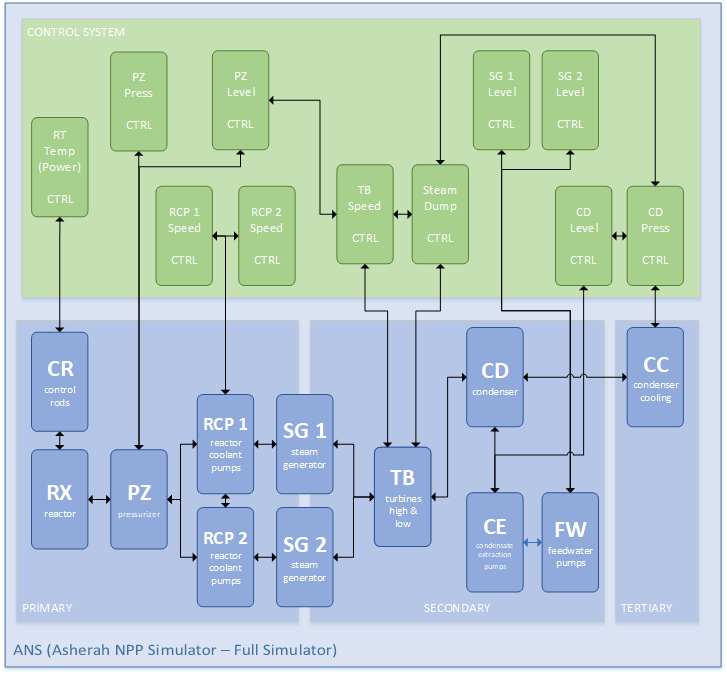 CONTROL SYSTEM
PZ
Press
CTRL
PZ
Level
CTRL
SG 1
Level
CTRL
SG 2
Level
CTRL
RT
Temp
(Power)
CTRL
RCP 1
Speed
CTRL
RCP 2
Speed
CTRL
TB
Speed
CTRL
Steam
Dump
CTRL
CD
Level
CTRL
CD
Press
CTRL
CR
control
rods
RX
reactor
PZ
pressurizer
RCP 1
reactor
coolant
pumps
RCP 2
reactor
coolant
pumps
SG 1
steam
generator
SG 2
steam
generator
TB
turbines
high &
low
CD
condenser
CE
condensate
extraction
pumps
FW
feedwater
pumps
CC
condenser
cooling
PRIMARY
SECONDARY
TERTIARY
ANS (Asherah NPP Simulator – Full Simulator)